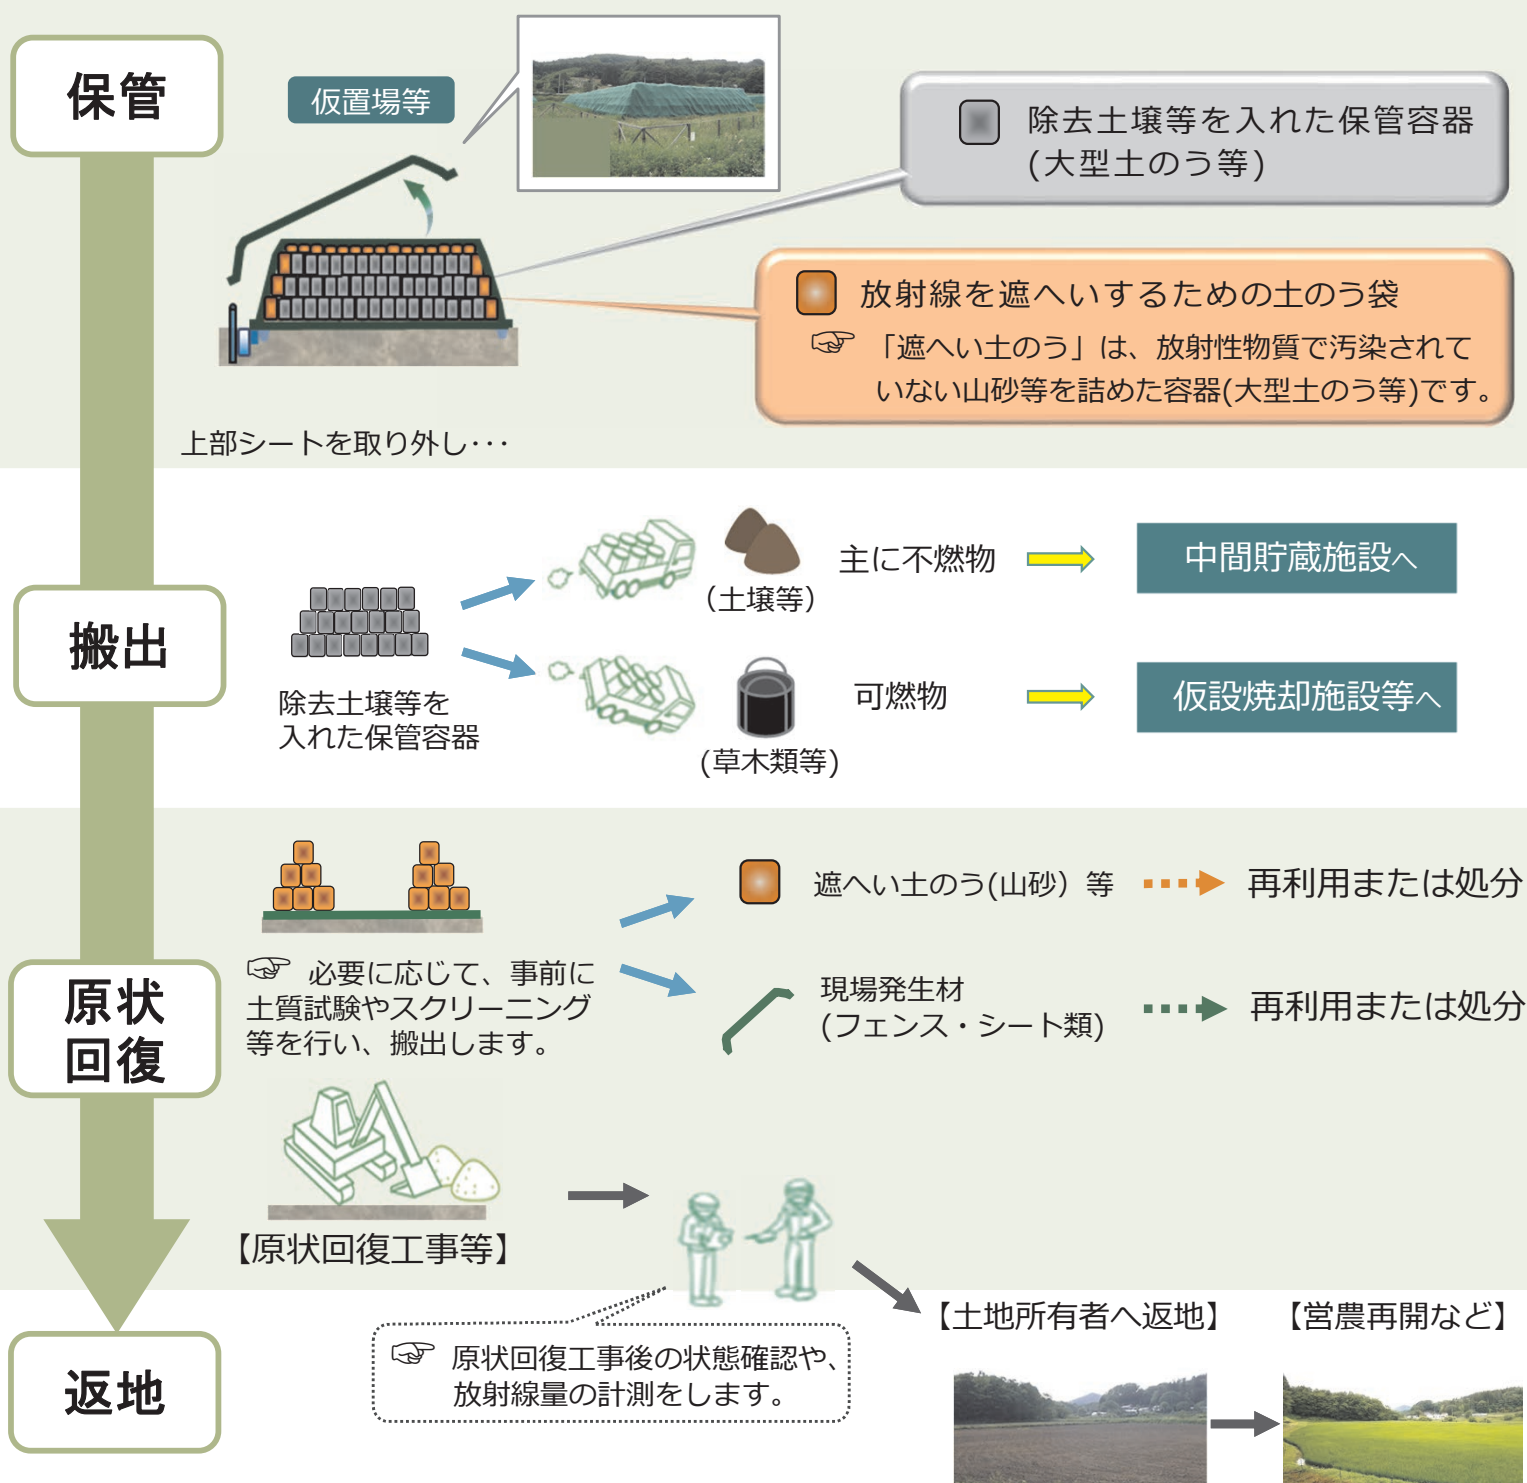 保管
仮置場等
除去土壌等を入れた保管容器
(大型土のう等)
放射線を遮へいするための土のう袋
☞ 「遮へい土のう」は、放射性物質で汚染されて
いない山砂等を詰めた容器(大型土のう等)です。
上部シートを取り外し･･･
搬出
除去土壌等を
入れた保管容器
(土壌等)
主に不燃物
中間貯蔵施設へ
(草木類等)
可燃物
仮設焼却施設等へ
原状
回復
☞ 必要に応じて、事前に
土質試験やスクリーニング
等を行い、搬出します。
遮へい土のう(山砂）等
再利用または処分
現場発生材
(フェンス・シート類)
再利用または処分
【原状回復工事等】
☞ 原状回復工事後の状態確認や、
放射線量の計測をします。
返地
【土地所有者へ返地】
【営農再開など】